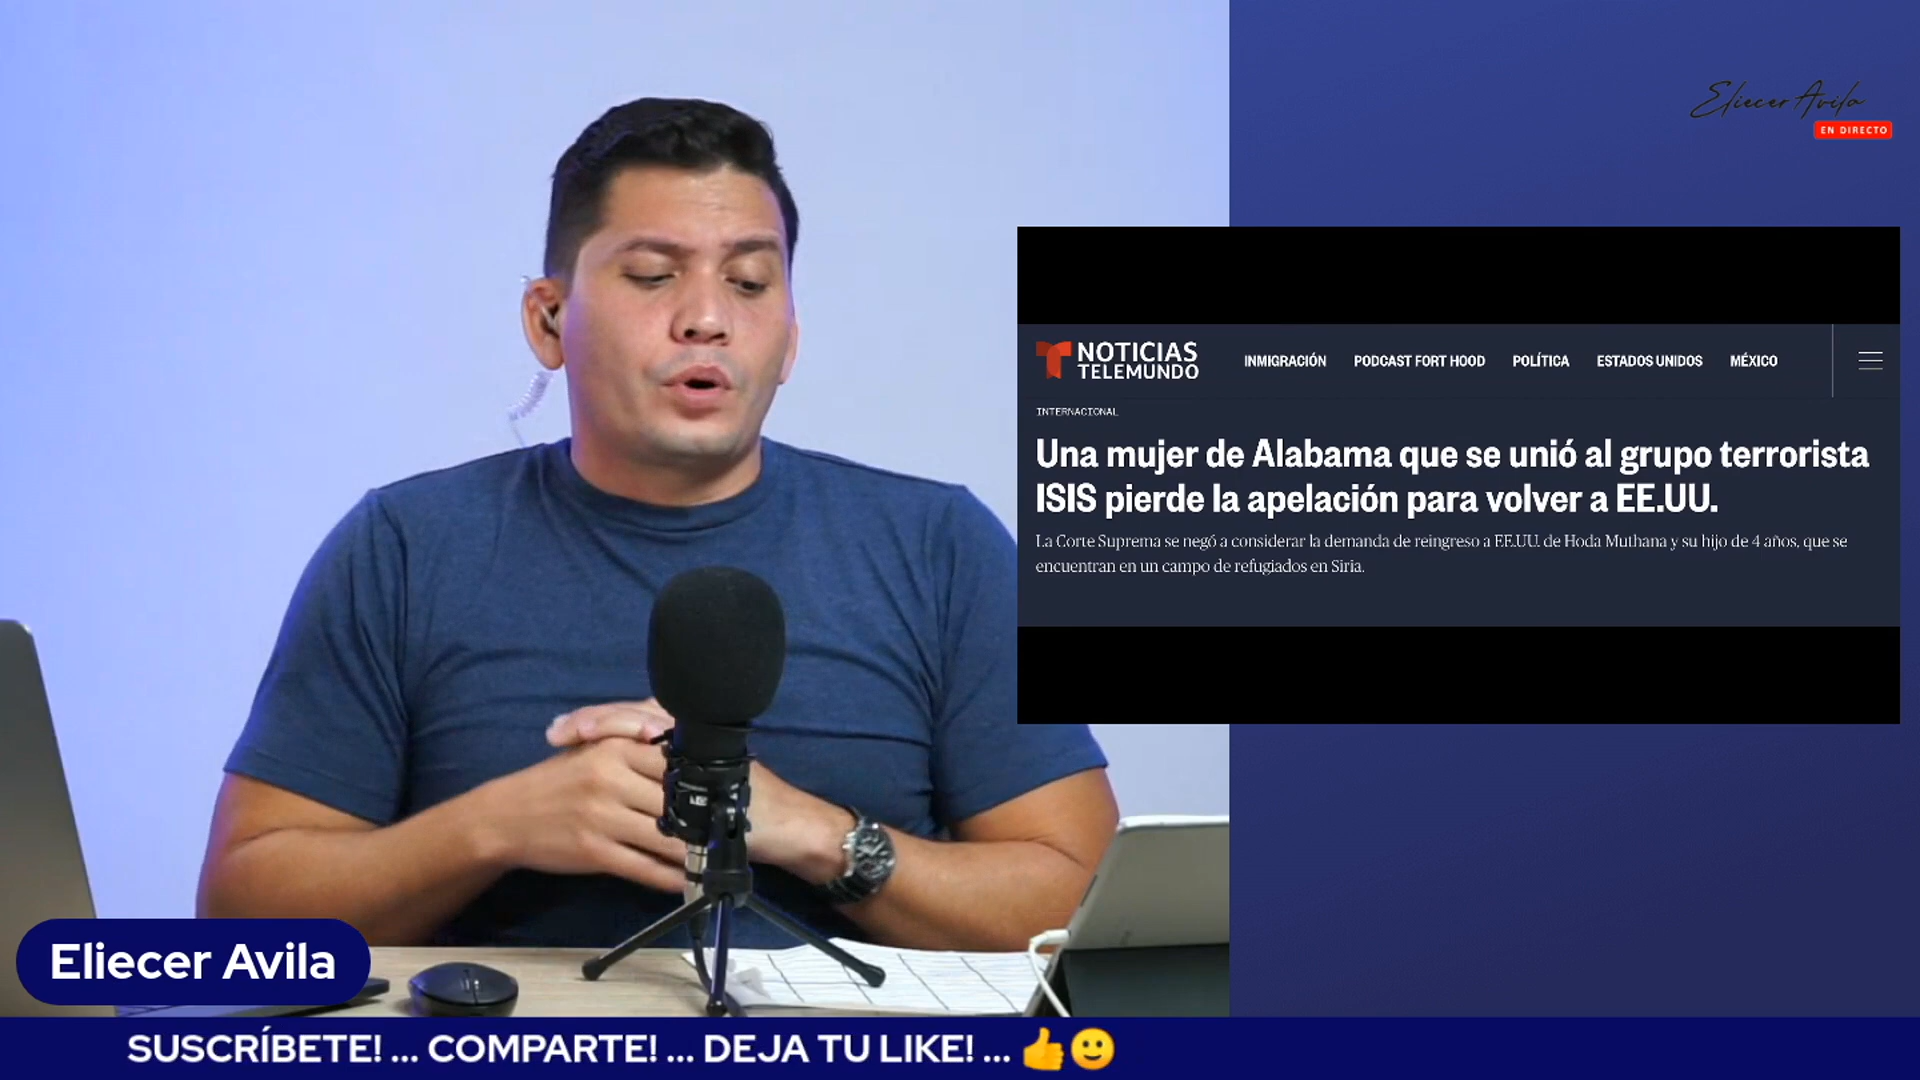 Eliecer Avila
EN DIRECTO
NOTICIAS
TELEMUNDO
INMIGRACIÓN PODCAST FORT HOOD POLÍTICA ESTADOS UNIDOS MÉXICO
INTERNACIONAL
Una mujer de Alabama que se unió al grupo terrorista
ISIS pierde la apelación para volver a EE.UU.
La Corte Suprema se negó a considerar la demanda de reingreso a EE.UU. de Hoda Muthana y su hijo de 4 años, que se
encuentran en un campo de refugiados en Siria.
Eliecer Avila
SUSCRÍBETE! ... COMPARTE! ... DEJA TU LIKE! ... 👍🙂